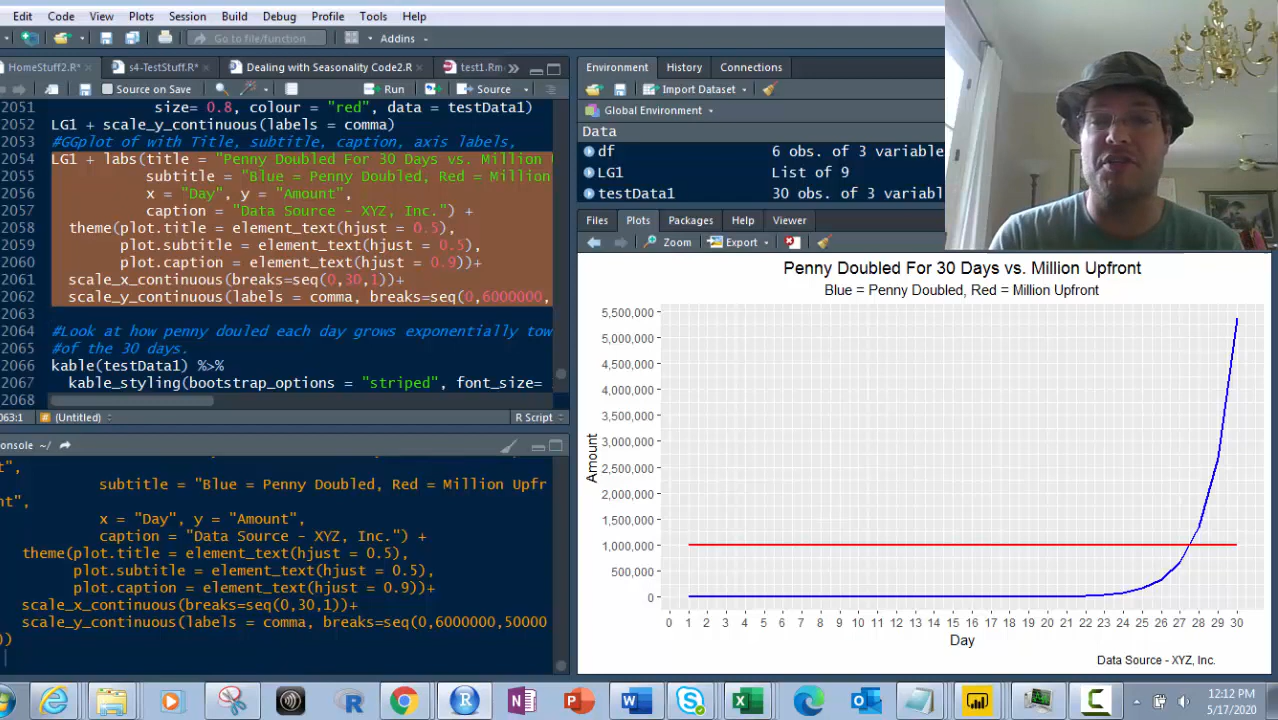 Edit Code View Plots Session Build Debug Profile Tools Help
Go to file/function Addins
HomeStuff2.R* s4-TestStuff.R* Dealing with Seasonality Code2.R test1.Rm
Source on Save Run Source
2051 size= 0.8, colour = "red", data = testData1)
2052 LG1 + scale_y_continuous(labels = comma)
2053 #GGplot of with Title, subtitle, caption, axis labels,
2054 LG1 + labs(title = "Penny Doubled For 30 Days vs. Million
2055 subtitle = "Blue = Penny Doubled, Red = Million
2056 x = "Day", y = "Amount",
2057 caption = "Data Source - XYZ, Inc.") +
2058 theme(plot.title = element_text(hjust = 0.5),
2059 plot.subtitle = element_text(hjust = 0.5),
2060 plot.caption = element_text(hjust = 0.9))+
2061 scale_x_continuous(breaks=seq(0,30,1))+
2062 scale_y_continuous(labels = comma, breaks=seq(0,6000000,
2063
2064 #Look at how penny douled each day grows exponentially tow
2065 #of the 30 days.
2066 kable(testData1) %>%
2067 kable_styling(bootstrap_options = "striped", font_size=
2068
063:1 # (Untitled) R Script
onsole ~/
t",
subtitle = "Blue = Penny Doubled, Red = Million Upfr
nt",
x = "Day", y = "Amount",
caption = "Data Source - XYZ, Inc.") +
theme(plot.title = element_text(hjust = 0.5),
plot.subtitle = element_text(hjust = 0.5),
plot.caption = element_text(hjust = 0.9))+
scale_x_continuous(breaks=seq(0,30,1))+
scale_y_continuous(labels = comma, breaks=seq(0,6000000,50000
))
Environment History Connections
Import Dataset
Global Environment
Data
df 6 obs. of 3 variable
LG1 List of 9
testData1 30 obs. of 3 variabl
Files Plots Packages Help Viewer
Zoom Export
Penny Doubled For 30 Days vs. Million Upfront
Blue = Penny Doubled, Red = Million Upfront
5,500,000
5,000,000
4,500,000
4,000,000
3,500,000
3,000,000
2,500,000
2,000,000
1,500,000
1,000,000
500,000
0
Amount
0 1 2 3 4 5 6 7 8 9 10 11 12 13 14 15 16 17 18 19 20 21 22 23 24 25 26 27 28 29 30
Day
Data Source - XYZ, Inc.
12:12 PM
5/17/2020